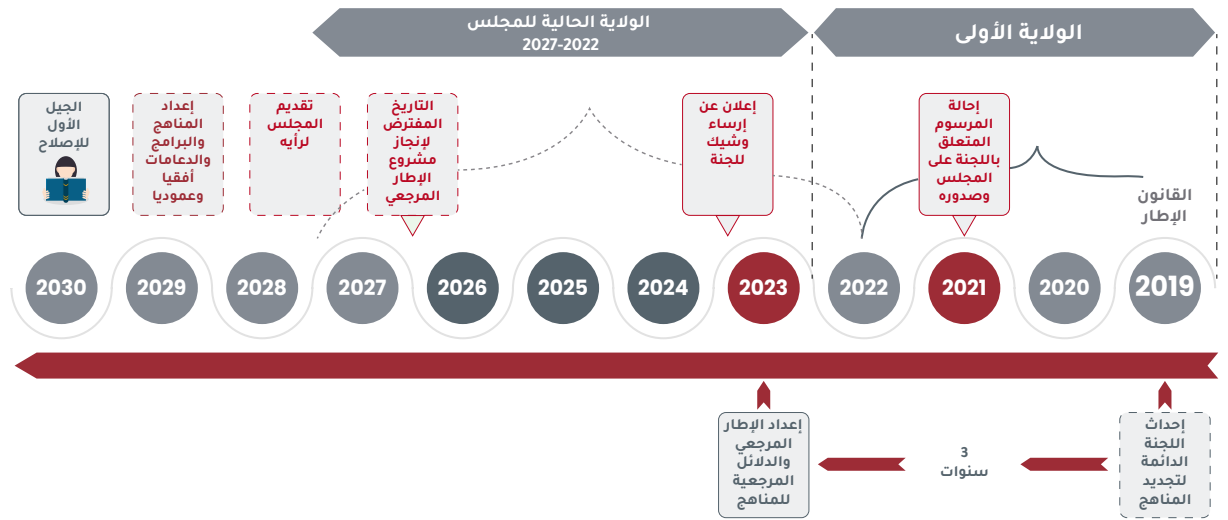 الولاية الأولى
الولاية الحالية للمجلس
2027-2022
القانون
الإطار
إحالة
المرسوم
المتعلق
باللجنة على
المجلس
وصدوره
إعلان عن
إرساء
وشيك
للجنة
التاريخ
المفترض
لإنجاز
مشروع
الإطار
المرجعي
تقديم
المجلس
لرأيه
إعداد
المناهج
والبرامج
والدعامات
أفقيا
وعموديا
الجيل
الأول
للإصلاح
2019
2020
2021
2022
2023
2024
2025
2026
2027
2028
2029
2030
إحداث
اللجنة
الدائمة
لتجديد
المناهج
3
سنوات
إعداد الإطار
المرجعي
والدلائل
المرجعية
للمناهج